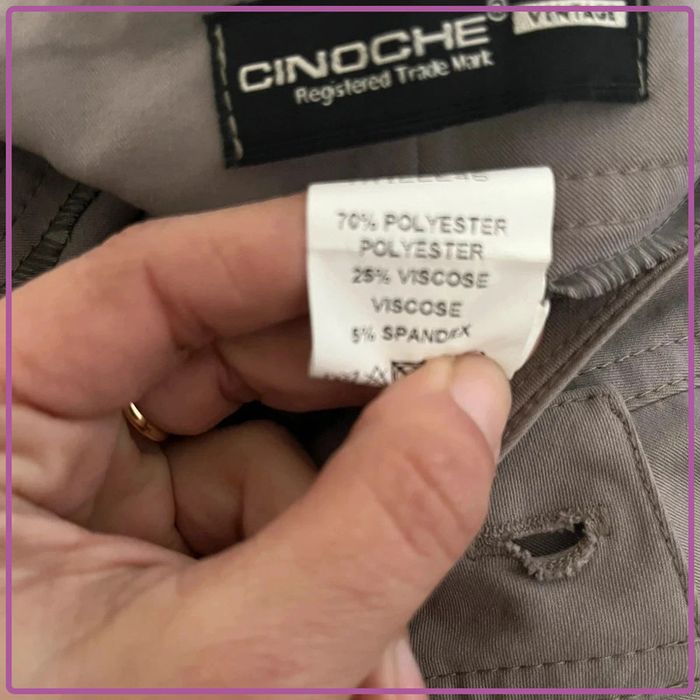 CINOCHE®
VINTAGE
Registered Trade Mark
70% POLYESTER
POLYESTER
25% VISCOSE
VISCOSE
5% SPANDEX